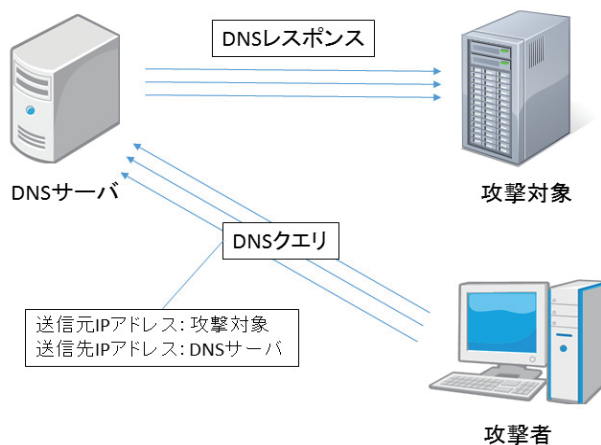 DNSレスポンス
DNSサーバ
攻撃対象
DNSクエリ
送信元IPアドレス: 攻撃対象
送信先IPアドレス: DNSサーバ
攻撃者